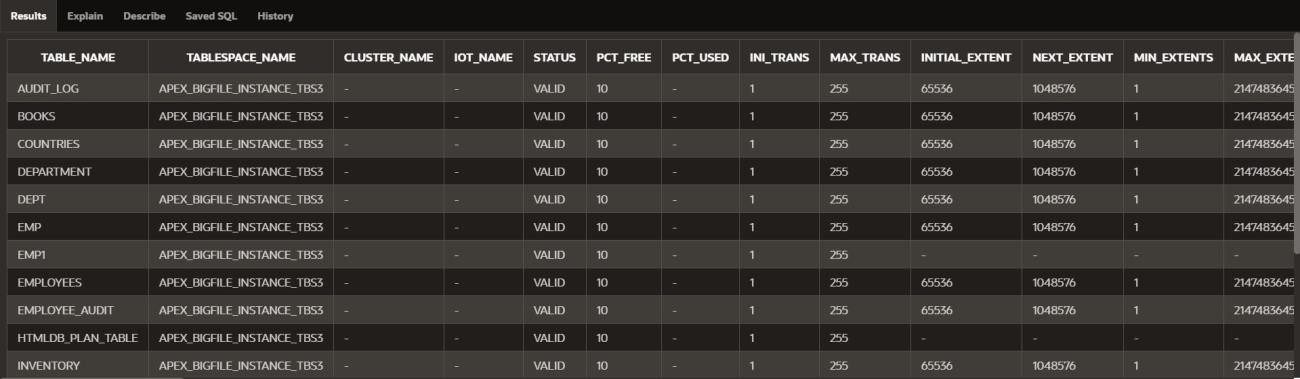 Results Explain Describe Saved SQL History
TABLE_NAME TABLESPACE_NAME CLUSTER_NAME IOT_NAME STATUS PCT_FREE PCT_USED INI_TRANS MAX_TRANS INITIAL_EXTENT NEXT_EXTENT MIN_EXTENTS MAX_EXTE
AUDIT_LOG APEX_BIGFILE_INSTANCE_TBS3 - - VALID 10 - 1 255 65536 1048576 1 2147483645
BOOKS APEX_BIGFILE_INSTANCE_TBS3 - - VALID 10 - 1 255 65536 1048576 1 2147483645
COUNTRIES APEX_BIGFILE_INSTANCE_TBS3 - - VALID 10 - 1 255 65536 1048576 1 2147483645
DEPARTMENT APEX_BIGFILE_INSTANCE_TBS3 - - VALID 10 - 1 255 65536 1048576 1 2147483645
DEPT APEX_BIGFILE_INSTANCE_TBS3 - - VALID 10 - 1 255 65536 1048576 1 2147483645
EMP APEX_BIGFILE_INSTANCE_TBS3 - - VALID 10 - 1 255 65536 1048576 1 2147483645
EMP1 APEX_BIGFILE_INSTANCE_TBS3 - - VALID 10 - 1 255 - - - -
EMPLOYEES APEX_BIGFILE_INSTANCE_TBS3 - - VALID 10 - 1 255 65536 1048576 1 2147483645
EMPLOYEE_AUDIT APEX_BIGFILE_INSTANCE_TBS3 - - VALID 10 - 1 255 65536 1048576 1 2147483645
HTMLDB_PLAN_TABLE APEX_BIGFILE_INSTANCE_TBS3 - - VALID 10 - 1 255 - - - -
INVENTORY APEX_BIGFILE_INSTANCE_TBS3 - - VALID 10 - 1 255 65536 1048576 1 2147483645